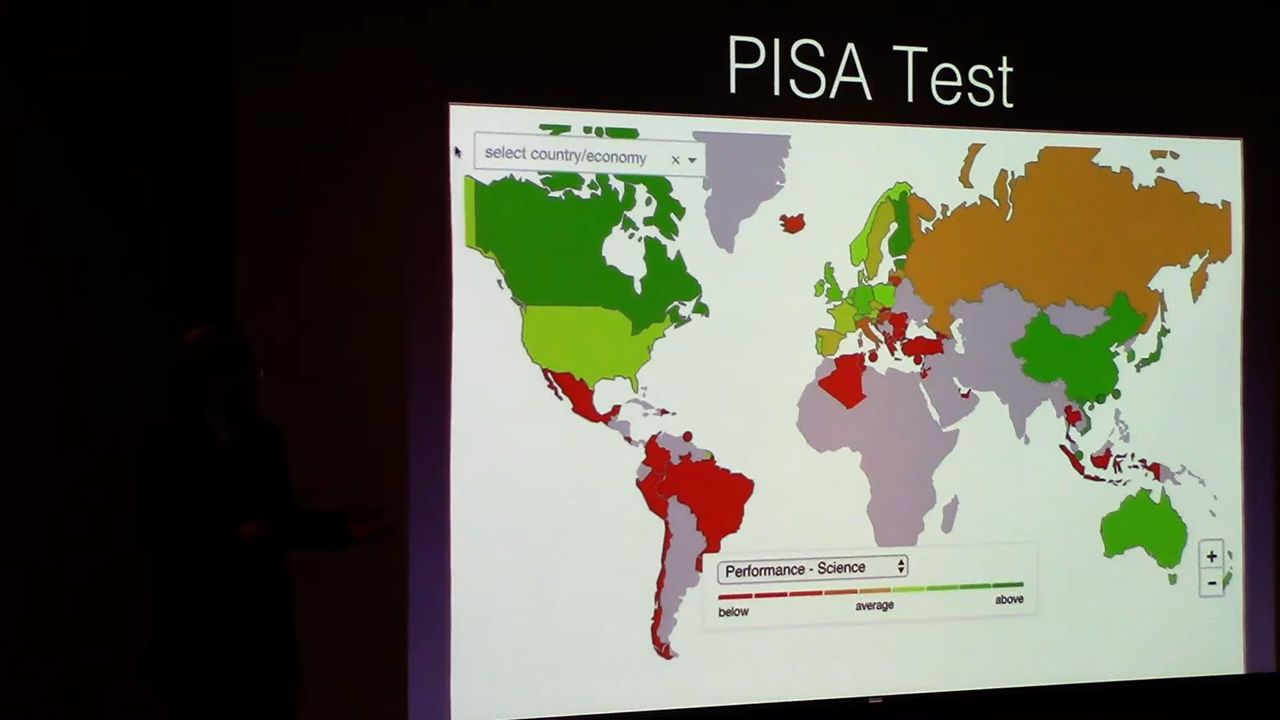 PISA Test
select country/economy
Performance - Science
below average above